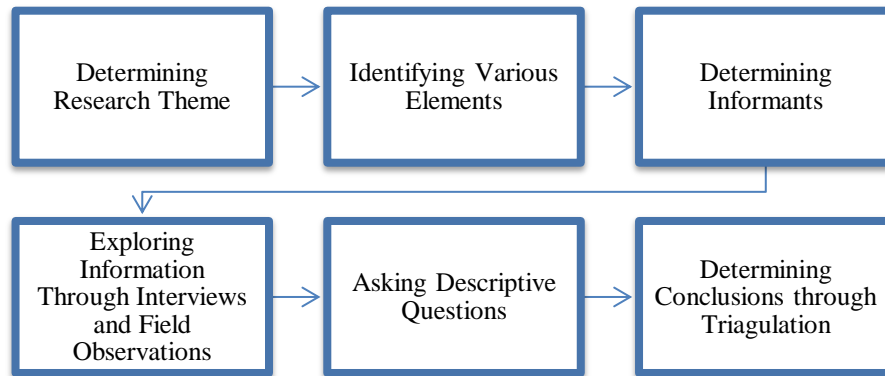 Determining
Research Theme
Identifying Various
Elements
Determining
Informants
Exploring
Information
Through Interviews
and Field
Observations
Asking Descriptive
Questions
Determining
Conclusions through
Triagulation